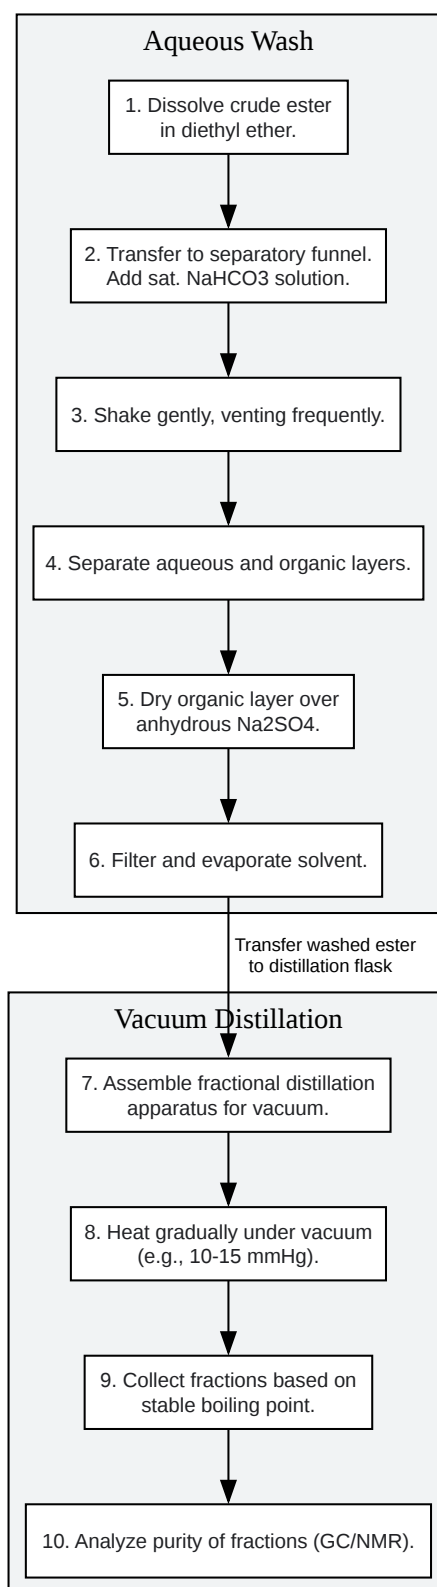 Aqueous Wash
1. Dissolve crude ester
in diethyl ether.
2. Transfer to separatory funnel.
Add sat. NaHCO3 solution.
3. Shake gently, venting frequently.
4. Separate aqueous and organic layers.
5. Dry organic layer over
anhydrous Na2SO4.
6. Filter and evaporate solvent.
Transfer washed ester
to distillation flask
Vacuum Distillation
7. Assemble fractional distillation
apparatus for vacuum.
8. Heat gradually under vacuum
(e.g., 10-15 mmHg).
9. Collect fractions based on
stable boiling point.
10. Analyze purity of fractions (GC/NMR).